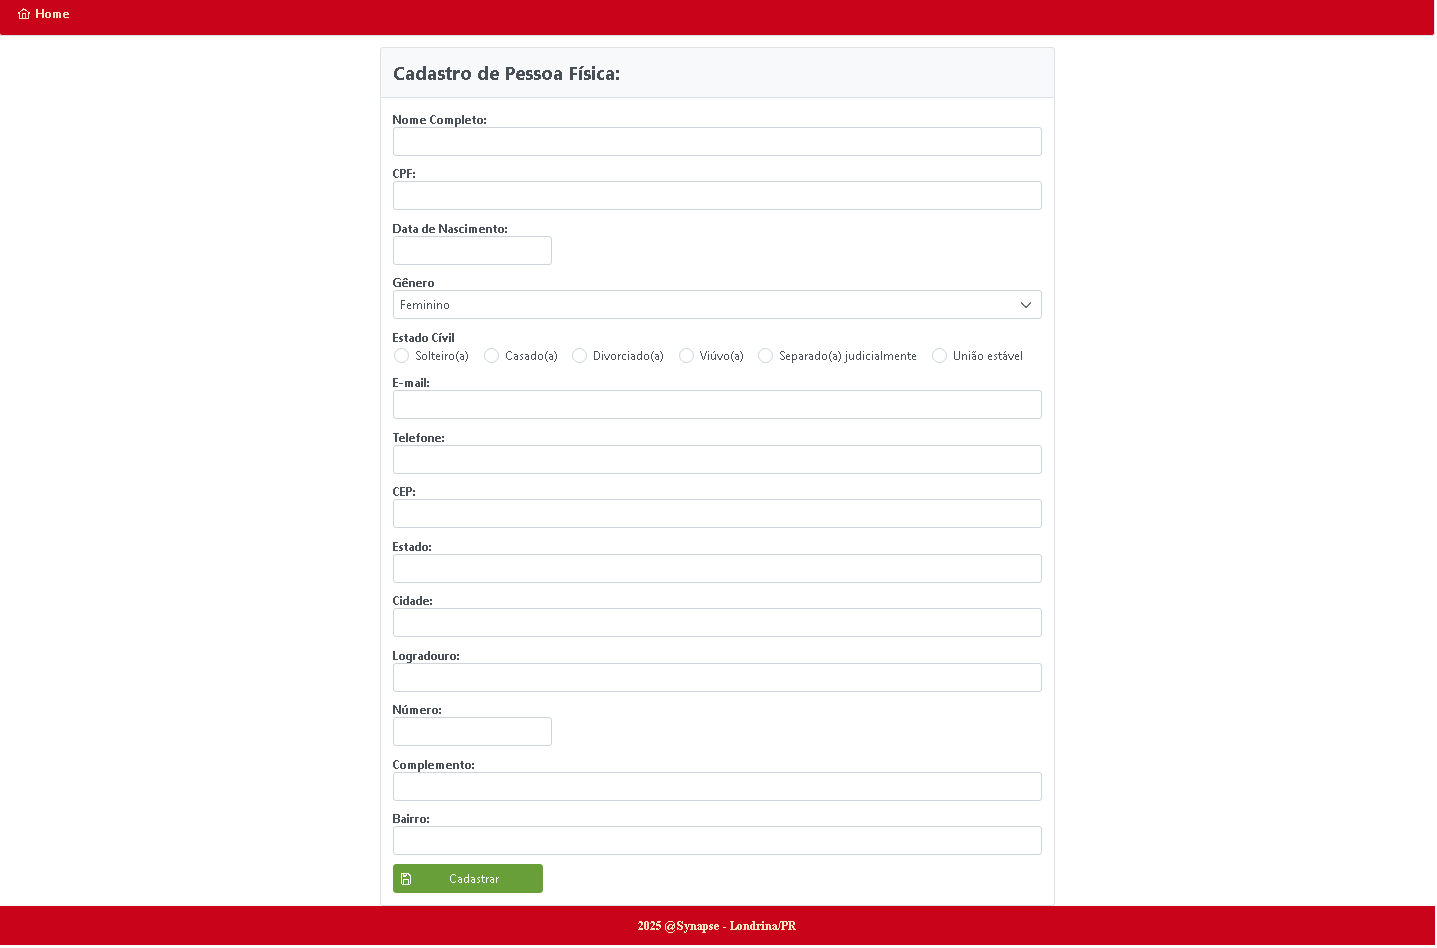 Home
Cadastro de Pessoa Física:
Nome Completo:
CPF:
Data de Nascimento:
Gênero
Feminino
Estado Cívil
Solteiro(a) Casado(a) Divorciado(a) Viúvo(a) Separado(a) judicialmente União estável
E-mail:
Telefone:
CEP:
Estado:
Cidade:
Logradouro:
Número:
Complemento:
Bairro:
Cadastrar
2025 @Synapse - Londrina/PR